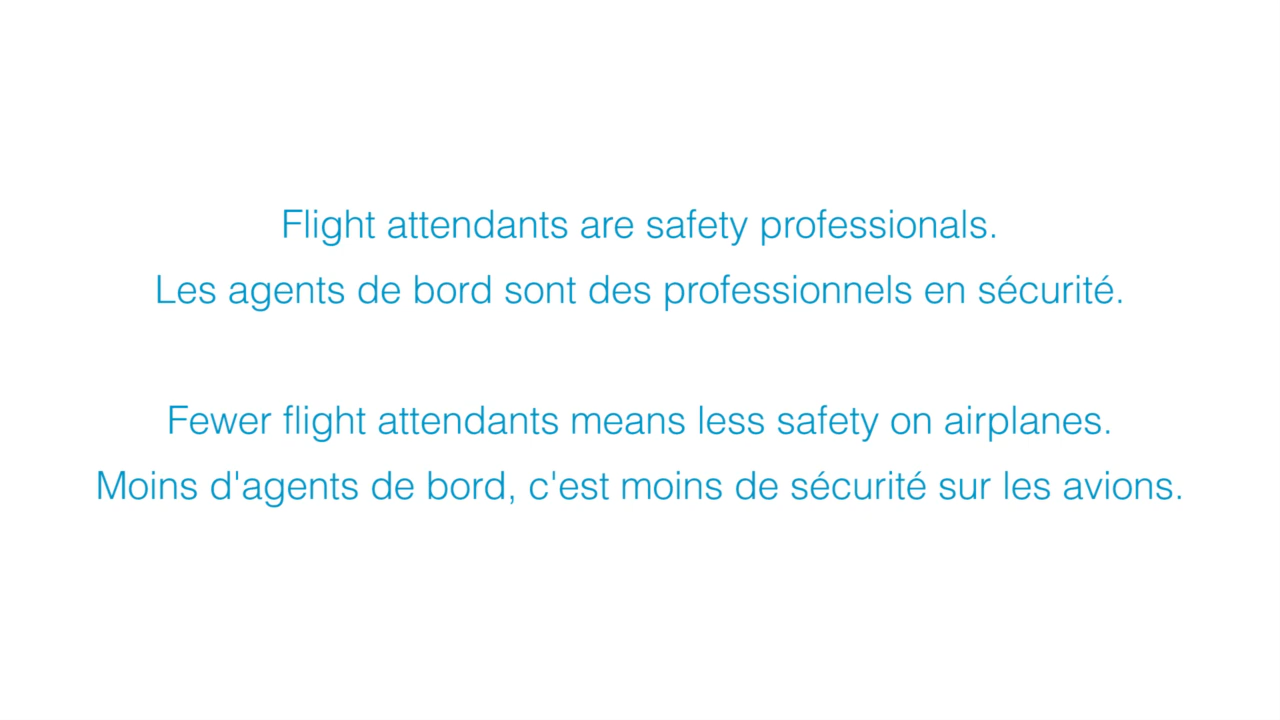 Flight attendants are safety professionals.
Les agents de bord sont des professionnels en sécurité.
Fewer flight attendants means less safety on airplanes.
Moins d'agents de bord, c'est moins de sécurité sur les avions.